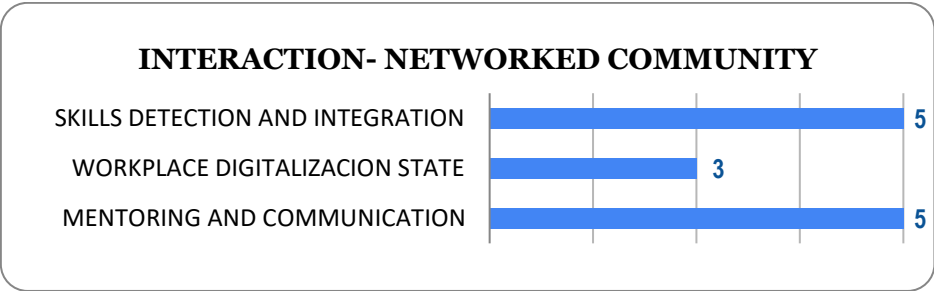 INTERACTION- NETWORKED COMMUNITY
SKILLS DETECTION AND INTEGRATION 5
WORKPLACE DIGITALIZACION STATE 3
MENTORING AND COMMUNICATION 5